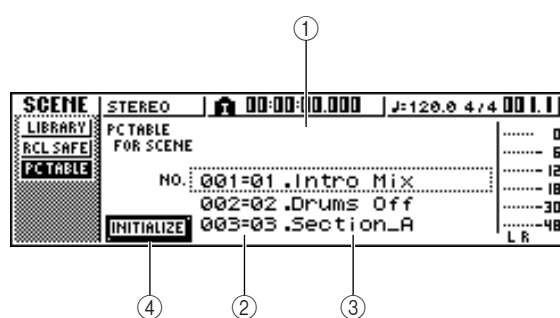 ①
SCENE STEREO 00:00:00.000 ♩=120.0 4/4 001.1
LIBRARY
RCL SAFE
PC TABLE
PC TABLE
FOR SCENE
NO. 001=01.Intro Mix
002=02.Drums Off
003=03.Section_A
INITIALIZE
0
6
12
18
30
48
L R
④ ② ③